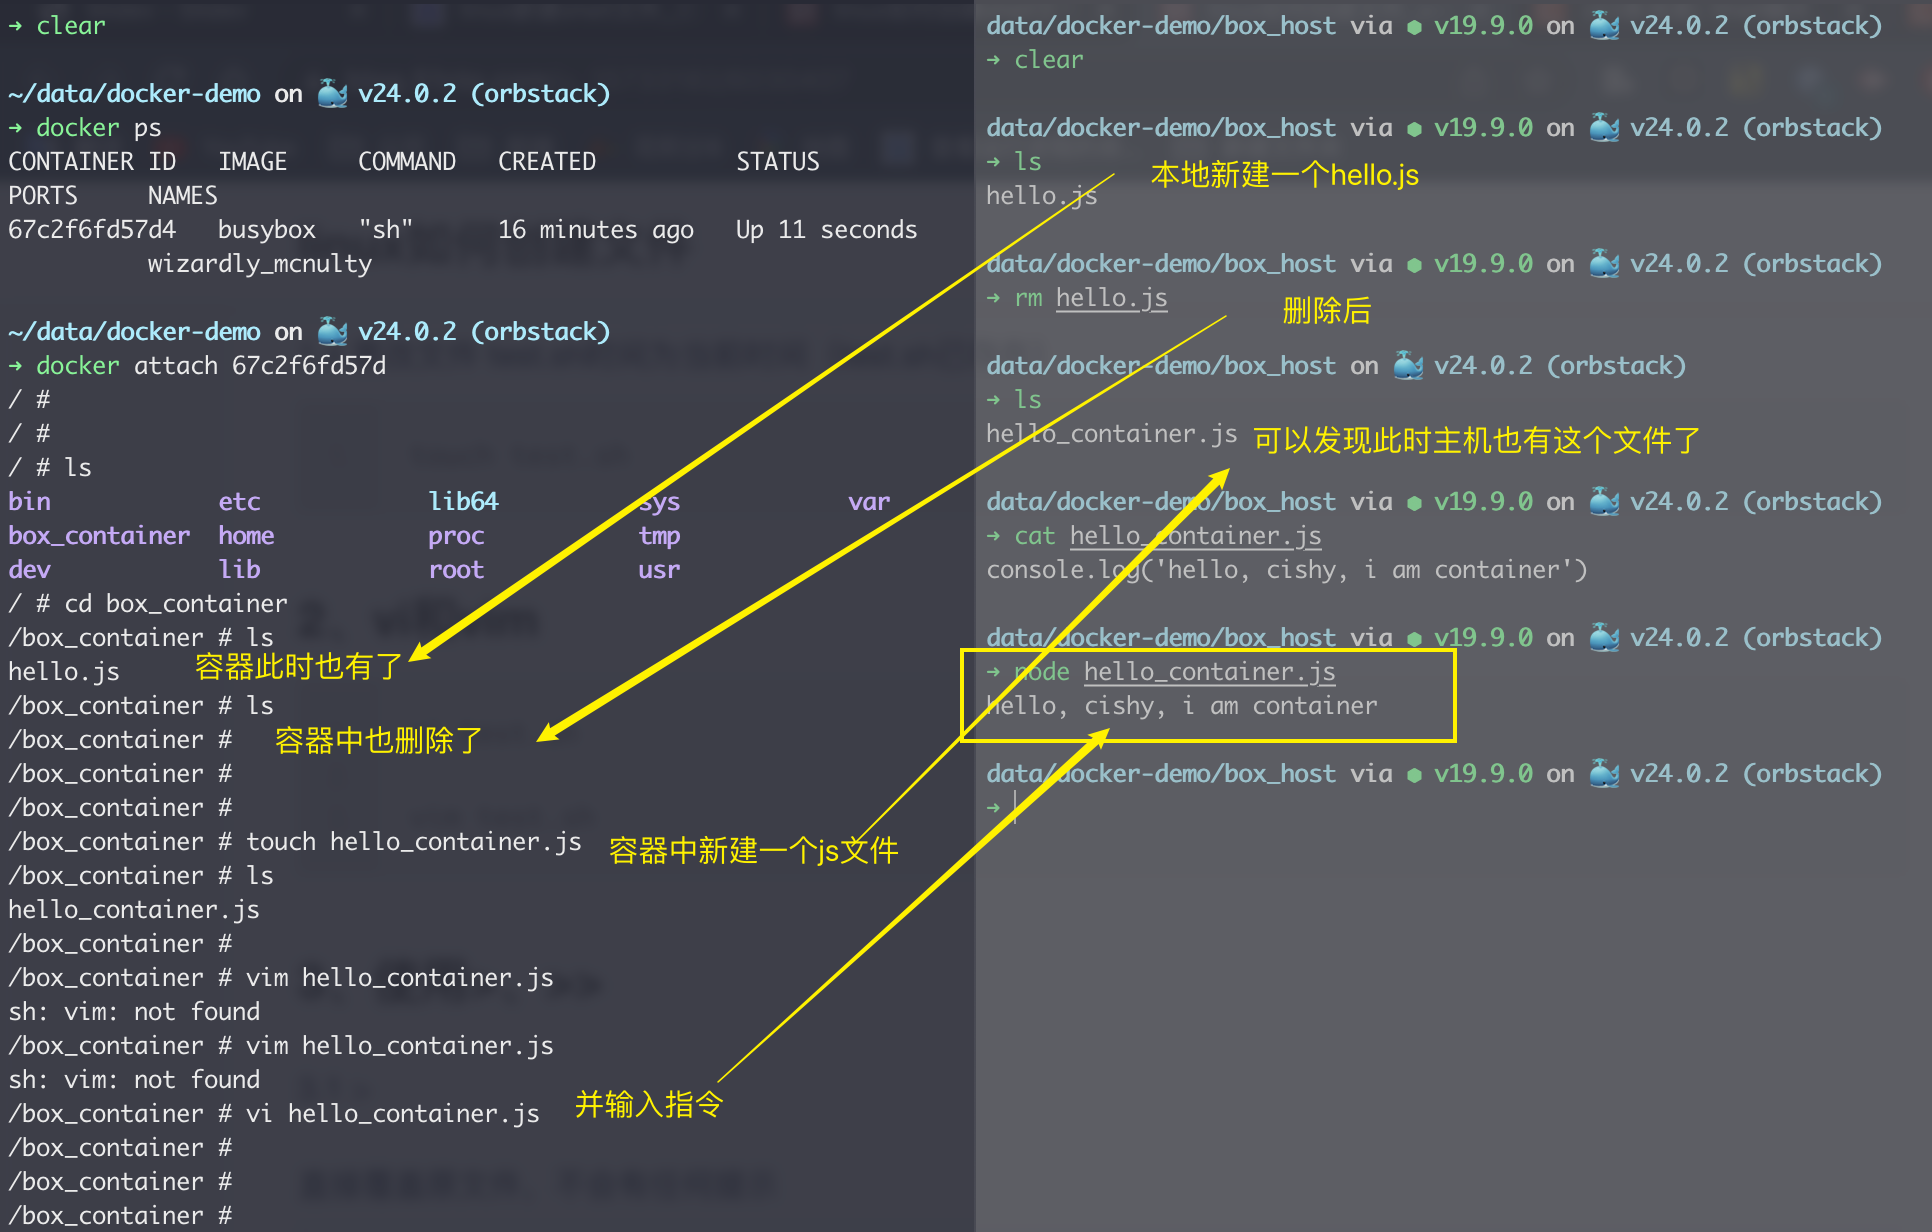 → clear
~/data/docker-demo on 🐳 v24.0.2 (orbstack)
→ docker ps
CONTAINER ID   IMAGE     COMMAND   CREATED          STATUS
PORTS     NAMES
67c2f6fd57d4   busybox   "sh"      16 minutes ago   Up 11 seconds
wizardly_mcnulty
~/data/docker-demo on 🐳 v24.0.2 (orbstack)
→ docker attach 67c2f6fd57d
/ #
/ #
/ # ls
bin            etc            lib64          sys            var
box_container  home           proc           tmp
dev            lib            root           usr
/ # cd box_container
/box_container # ls
hello.js
容器此时也有了
/box_container # ls
/box_container #
容器中也删除了
/box_container #
/box_container #
/box_container # touch hello_container.js
容器中新建一个js文件
/box_container # ls
hello_container.js
/box_container #
/box_container # vim hello_container.js
sh: vim: not found
/box_container # vim hello_container.js
sh: vim: not found
/box_container # vi hello_container.js
并输入指令
/box_container #
/box_container #
/box_container #
data/docker-demo/box_host via ⬢ v19.9.0 on 🐳 v24.0.2 (orbstack)
→ clear
data/docker-demo/box_host via ⬢ v19.9.0 on 🐳 v24.0.2 (orbstack)
→ ls
本地新建一个hello.js
hello.js
data/docker-demo/box_host via ⬢ v19.9.0 on 🐳 v24.0.2 (orbstack)
→ rm hello.js
删除后
data/docker-demo/box_host on 🐳 v24.0.2 (orbstack)
→ ls
hello_container.js
可以发现此时主机也有这个文件了
data/docker-demo/box_host via ⬢ v19.9.0 on 🐳 v24.0.2 (orbstack)
→ cat hello_container.js
console.log('hello, cishy, i am container')
data/docker-demo/box_host via ⬢ v19.9.0 on 🐳 v24.0.2 (orbstack)
→ node hello_container.js
hello, cishy, i am container
data/docker-demo/box_host via ⬢ v19.9.0 on 🐳 v24.0.2 (orbstack)
→